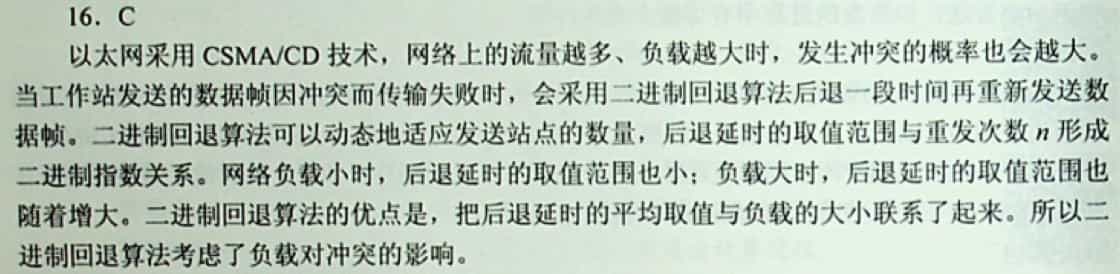 16. C
以太网采用 CSMA/CD 技术，网络上的流量越多、负载越大时，发生冲突的概率也会越大。
当工作站发送的数据帧因冲突而传输失败时，会采用二进制回退算法后退一段时间再重新发送数
据帧。二进制回退算法可以动态地适应发送站点的数量，后退延时的取值范围与重发次数 n 形成
二进制指数关系。网络负载小时，后退延时的取值范围也小；负载大时，后退延时的取值范围也
随着增大。二进制回退算法的优点是，把后退延时的平均取值与负载的大小联系了起来。所以二
进制回退算法考虑了负载对冲突的影响。